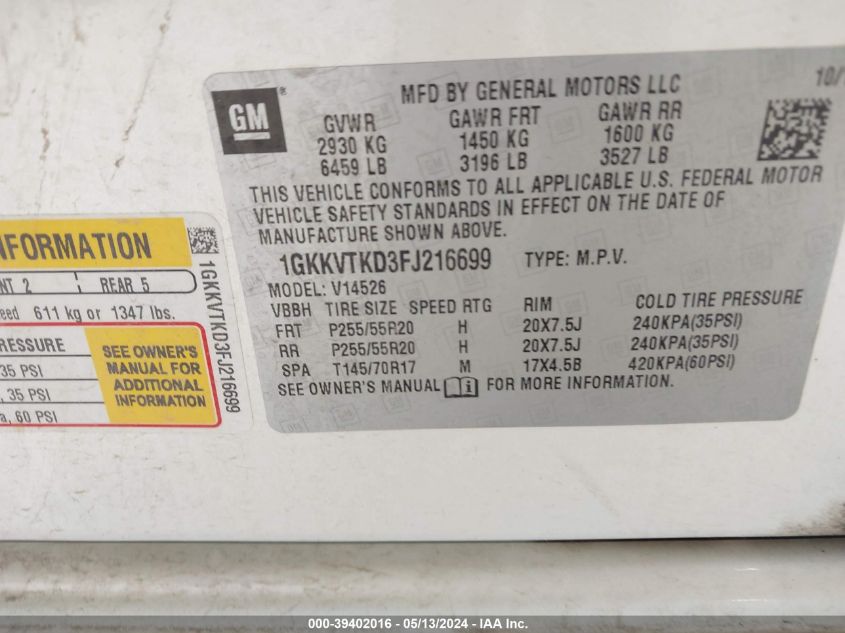 GM ®
MFD BY GENERAL MOTORS LLC
10/
GVWR GAWR FRT GAWR RR
2930 KG 1450 KG 1600 KG
6459 LB 3196 LB 3527 LB
THIS VEHICLE CONFORMS TO ALL APPLICABLE U.S. FEDERAL MOTOR
VEHICLE SAFETY STANDARDS IN EFFECT ON THE DATE OF
MANUFACTURE SHOWN ABOVE.
1GKKVTKD3FJ216699 TYPE: M.P.V.
MODEL: V14526
VBBH TIRE SIZE SPEED RTG RIM COLD TIRE PRESSURE
FRT P255/55R20 H 20X7.5J 240KPA(35PSI)
RR P255/55R20 H 20X7.5J 240KPA(35PSI)
SPA T145/70R17 M 17X4.5B 420KPA(60PSI)
SEE OWNER'S MANUAL i FOR MORE INFORMATION.
NFORMATION
NT 2 REAR 5
eed 611 kg or 1347 lbs.
PRESSURE
35 PSI
, 35 PSI
a, 60 PSI
SEE OWNER'S
MANUAL FOR
ADDITIONAL
INFORMATION
1GKKVTKD3FJ216699
000-39402016 - 05/13/2024 - IAA Inc.